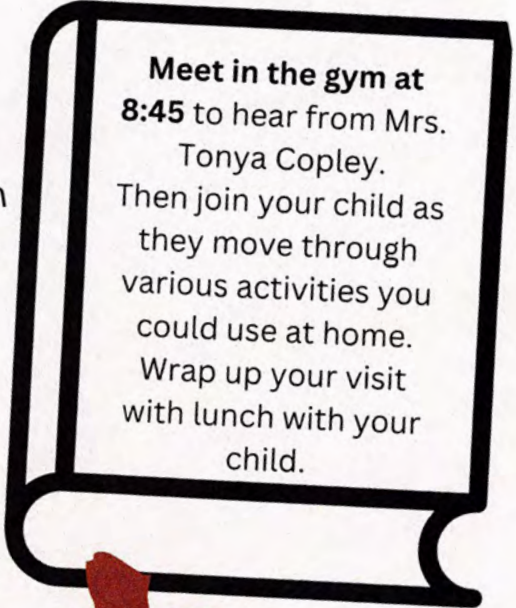 Meet in the gym at
8:45 to hear from Mrs.
Tonya Copley.
Then join your child as
they move through
various activities you
could use at home.
Wrap up your visit
with lunch with your
child.